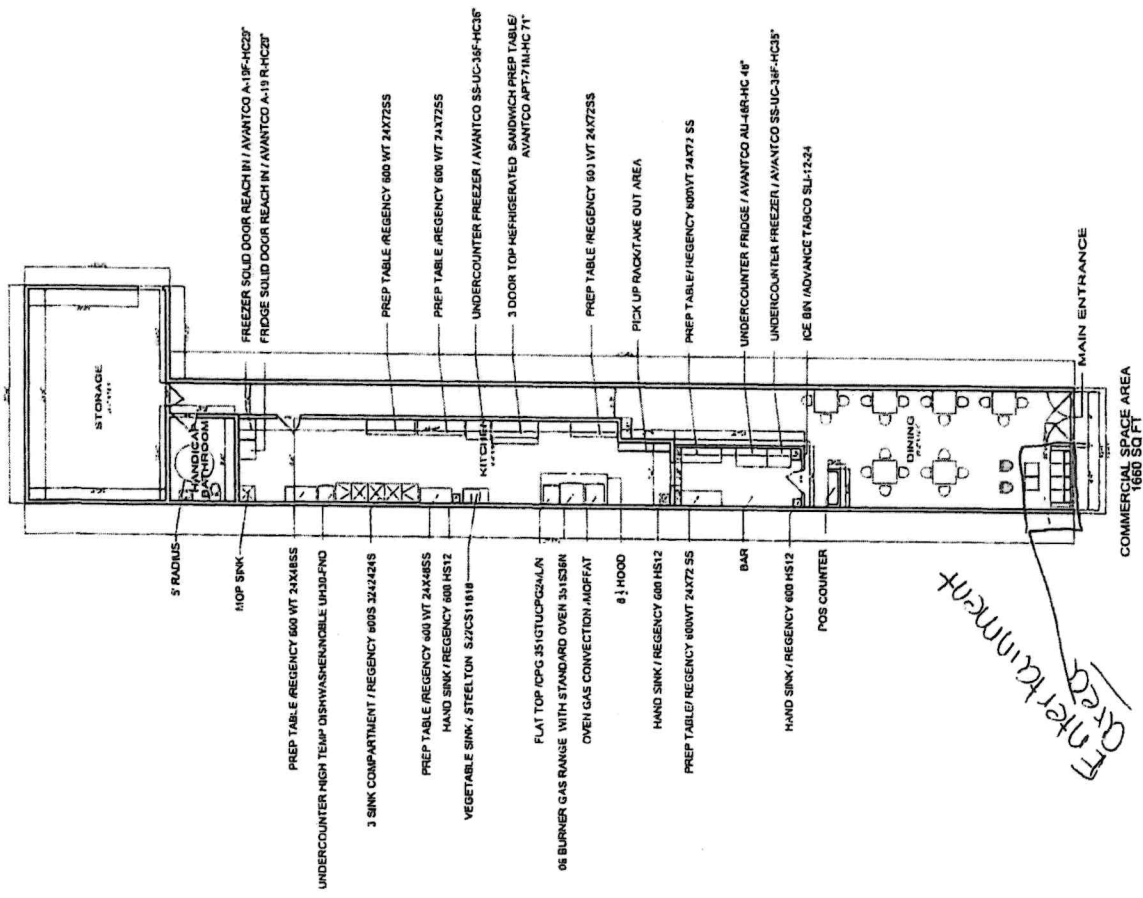 STORAGE
HANDICAP
BATHROOM
KITCHEN
DINING
BAR
5' RADIUS
MOP SINK
PREP TABLE /REGENCY 600 WT 24X48SS
UNDERCOUNTER HIGH TEMP DISHWASHER/NOBLE UH30-FND
3 SINK COMPARTMENT / REGENCY 600S 3242424S
PREP TABLE /REGENCY 600 WT 24X48SS
HAND SINK / REGENCY 600 HS12
VEGETABLE SINK / STEELTON S22CS11818
FLAT TOP /CPG 351GTUCPG24L/N
06 BURNER GAS RANGE WITH STANDARD OVEN 351S36N
OVEN GAS CONVECTION /MOFFAT
HOOD
HAND SINK / REGENCY 600 HS12
PREP TABLE/ REGENCY 600WT 24X72 SS
HAND SINK / REGENCY 600 HS12
POS COUNTER
FREEZER SOLID DOOR REACH IN / AVANTCO A-19F-HC29"
FRIDGE SOLID DOOR REACH IN / AVANTCO A-19 R-HC29"
PREP TABLE /REGENCY 600 WT 24X72SS
PREP TABLE /REGENCY 600 WT 24X72SS
UNDERCOUNTER FREEZER / AVANTCO SS-UC-36F-HC36"
3 DOOR TOP REFRIGERATED SANDWICH PREP TABLE/
AVANTCO APT-71M-HC 71"
PREP TABLE /REGENCY 600 WT 24X72SS
PICK UP RACK/TAKE OUT AREA
PREP TABLE/ REGENCY 600WT 24X72 SS
UNDERCOUNTER FRIDGE / AVANTCO AU-48R-HC 48"
UNDERCOUNTER FREEZER / AVANTCO SS-UC-36F-HC36"
ICE BIN /ADVANCE TABCO SLI-12-24
MAIN ENTRANCE
COMMERCIAL SPACE AREA
1660 SQ FT
Entertainment
area